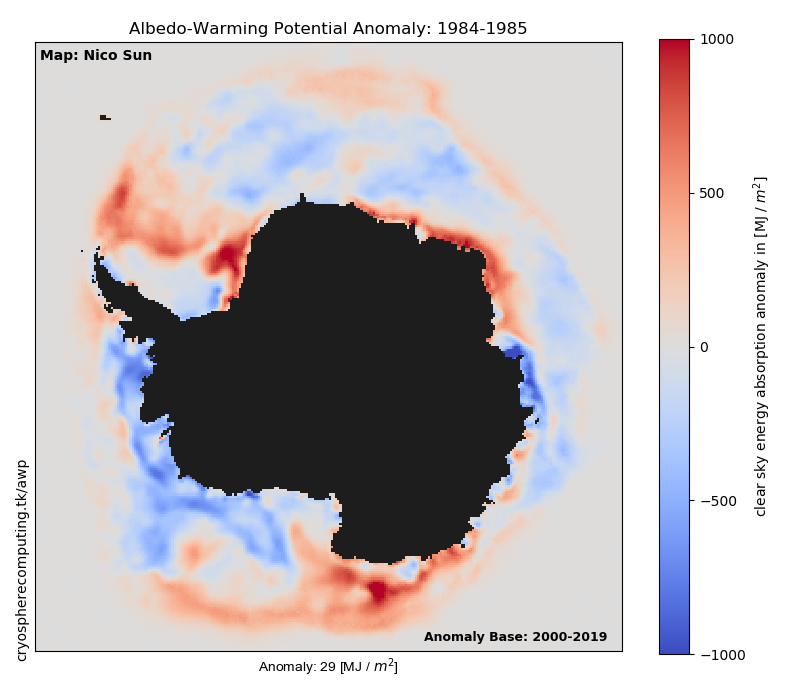 Albedo-Warming Potential Anomaly: 1984-1985
Map: Nico Sun
cryospherecomputing.tk/awp
Anomaly Base: 2000-2019
Anomaly: 29 [MJ / m²]
1000
500
0
−500
−1000
clear sky energy absorption anomaly in [MJ / m²]